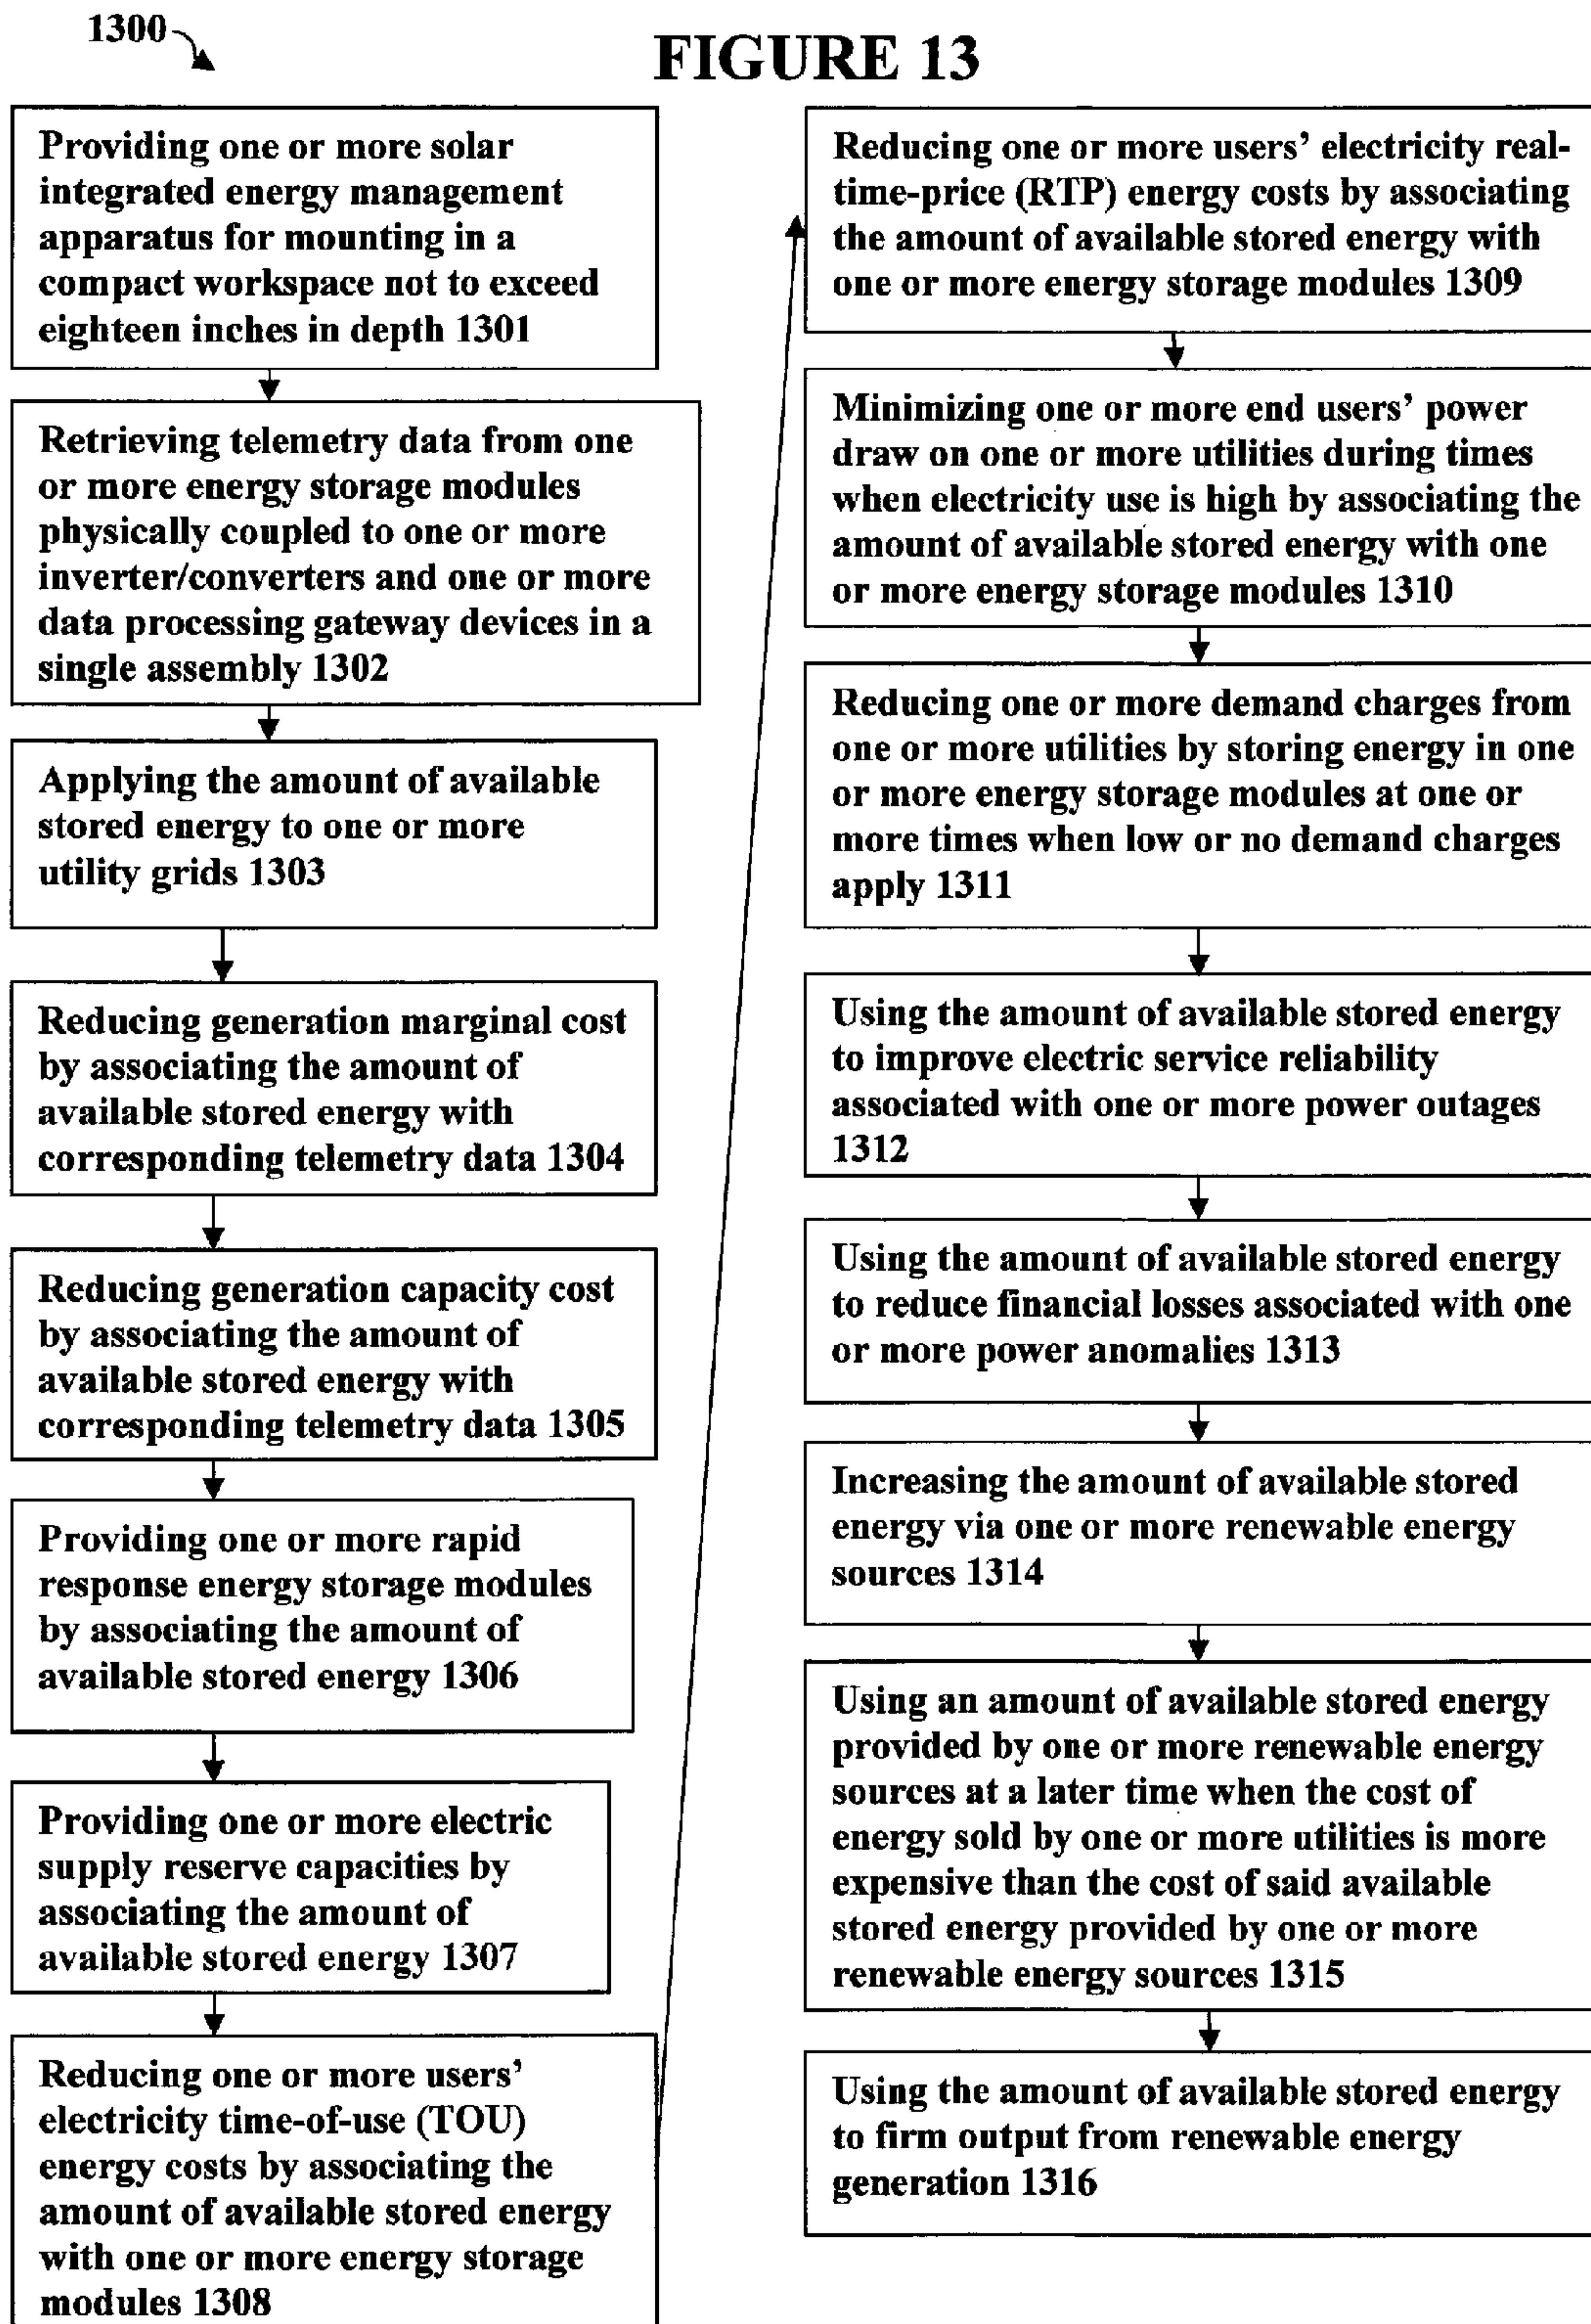 1300
FIGURE 13
Providing one or more solar
integrated energy management
apparatus for mounting in a
compact workspace not to exceed
eighteen inches in depth 1301
Retrieving telemetry data from one
or more energy storage modules
physically coupled to one or more
inverter/converters and one or more
data processing gateway devices in a
single assembly 1302
Applying the amount of available
stored energy to one or more
utility grids 1303
Reducing generation marginal cost
by associating the amount of
available stored energy with
corresponding telemetry data 1304
Reducing generation capacity cost
by associating the amount of
available stored energy with
corresponding telemetry data 1305
Providing one or more rapid
response energy storage modules
by associating the amount of
available stored energy 1306
Providing one or more electric
supply reserve capacities by
associating the amount of
available stored energy 1307
Reducing one or more users’
electricity time-of-use (TOU)
energy costs by associating the
amount of available stored energy
with one or more energy storage
modules 1308
Reducing one or more users’ electricity real-
time-price (RTP) energy costs by associating
the amount of available stored energy with
one or more energy storage modules 1309
Minimizing one or more end users’ power
draw on one or more utilities during times
when electricity use is high by associating the
amount of available stored energy with one
or more energy storage modules 1310
Reducing one or more demand charges from
one or more utilities by storing energy in one
or more energy storage modules at one or
more times when low or no demand charges
apply 1311
Using the amount of available stored energy
to improve electric service reliability
associated with one or more power outages
1312
Using the amount of available stored energy
to reduce financial losses associated with one
or more power anomalies 1313
Increasing the amount of available stored
energy via one or more renewable energy
sources 1314
Using an amount of available stored energy
provided by one or more renewable energy
sources at a later time when the cost of
energy sold by one or more utilities is more
expensive than the cost of said available
stored energy provided by one or more
renewable energy sources 1315
Using the amount of available stored energy
to firm output from renewable energy
generation 1316